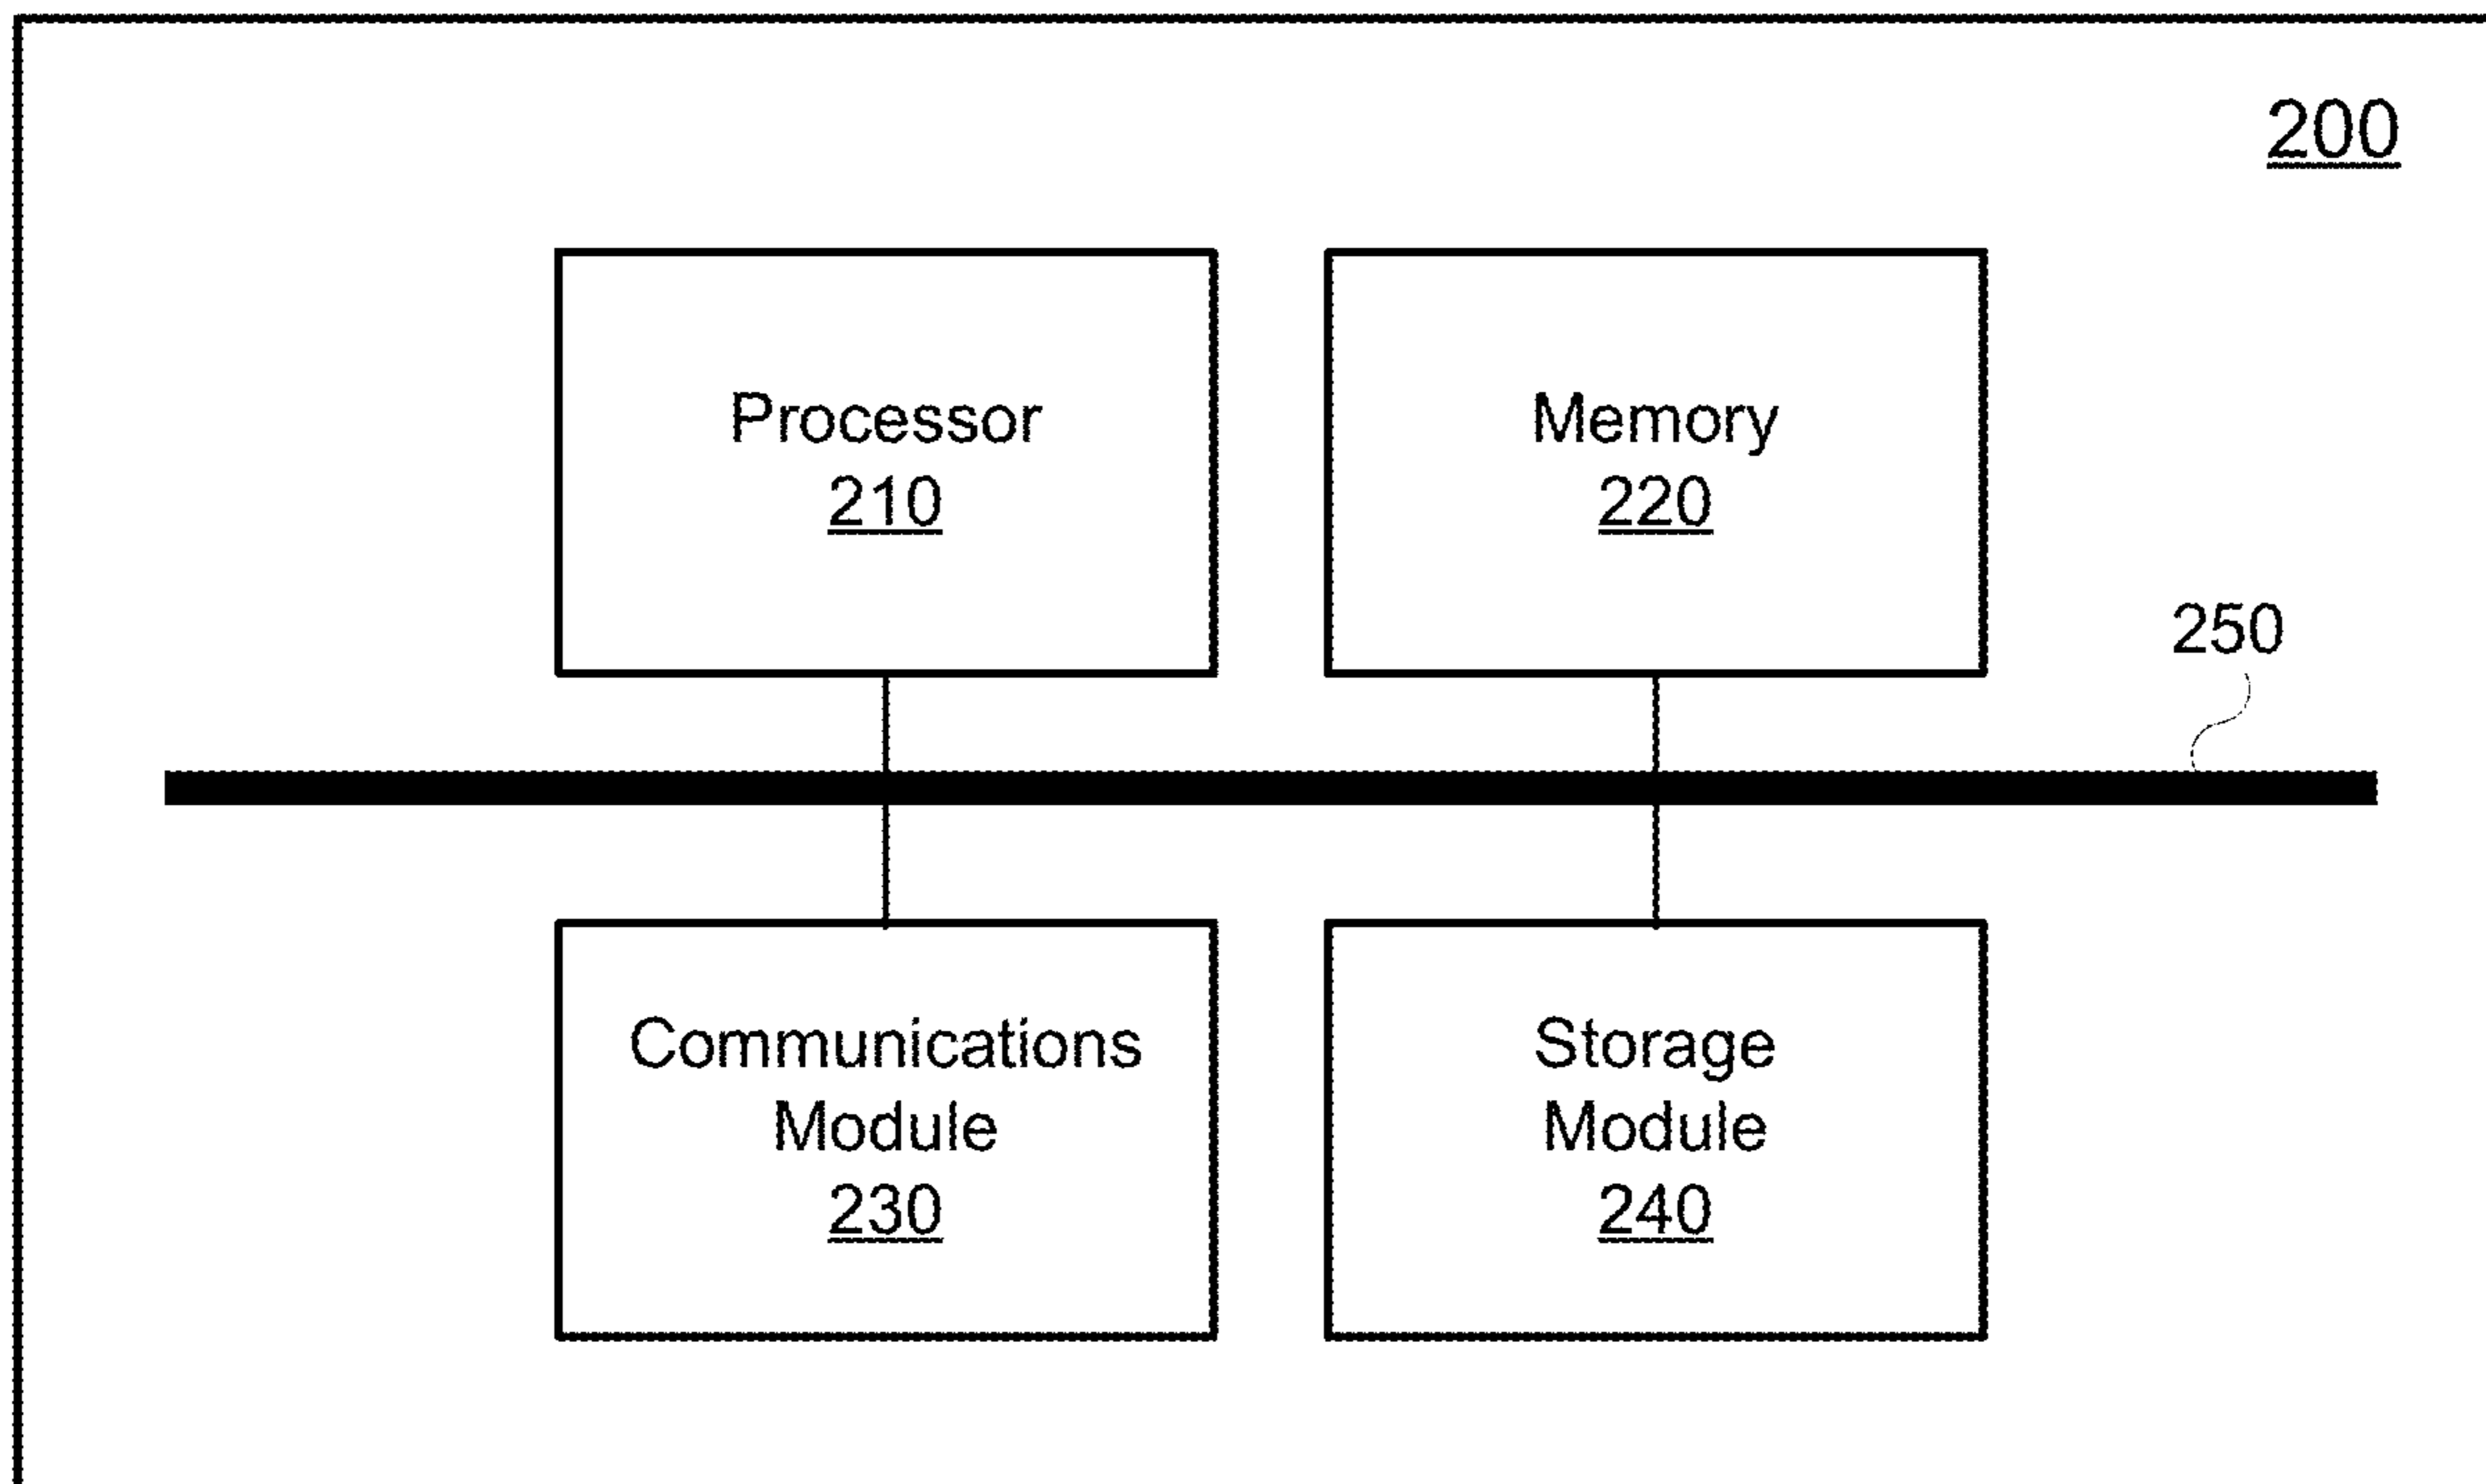 200
Processor
210
Memory
220
250
Communications
Module
230
Storage
Module
240